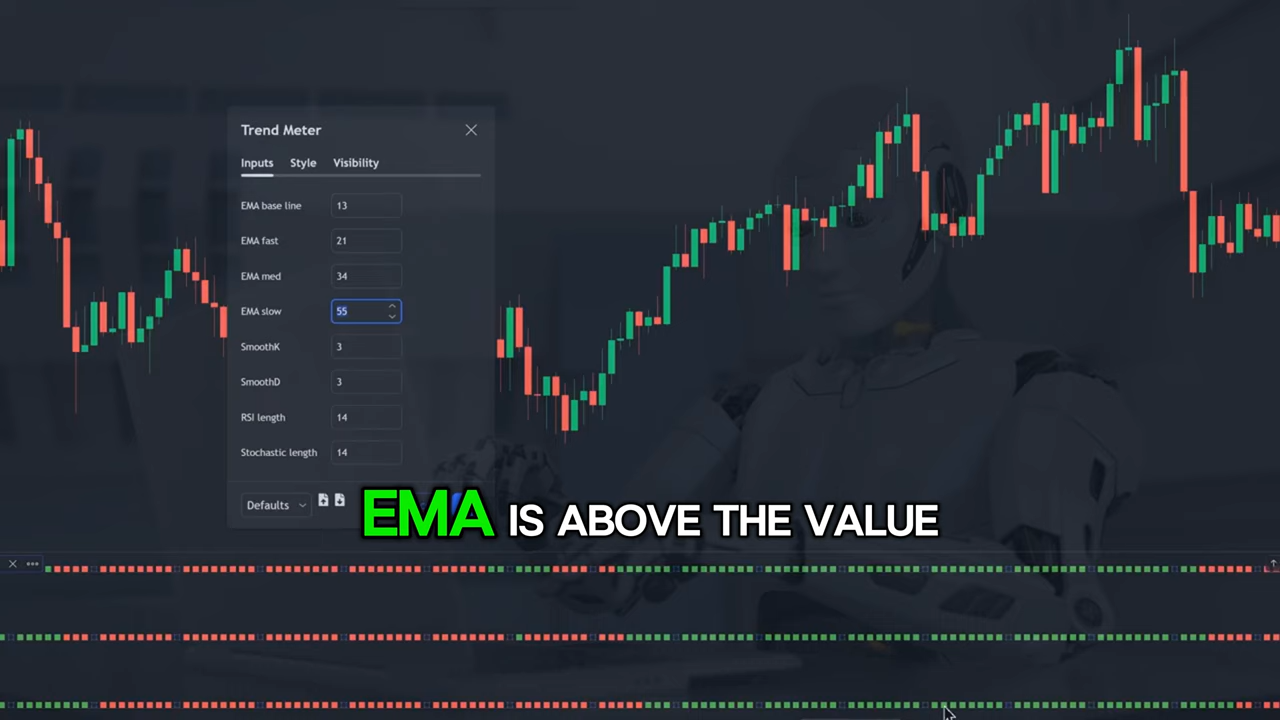 Trend Meter
Inputs Style Visibility
EMA base line 13
EMA fast 21
EMA med 34
EMA slow 55
SmoothK 3
SmoothD 3
RSI length 14
Stochastic length 14
Defaults
EMA IS ABOVE THE VALUE